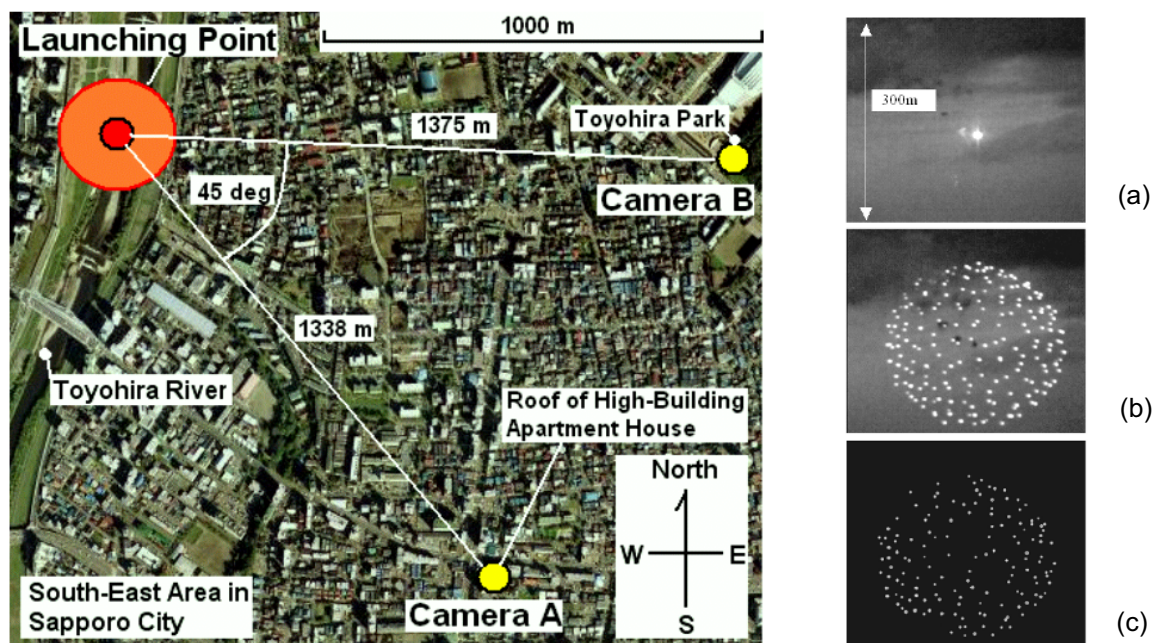 Launching Point
1000 m
1375 m
Toyohira Park
Camera B
45 deg
1338 m
Toyohira River
Roof of High-Building
Apartment House
North
W
E
S
Camera A
South-East Area in
Sapporo City
300m
(a)
(b)
(c)